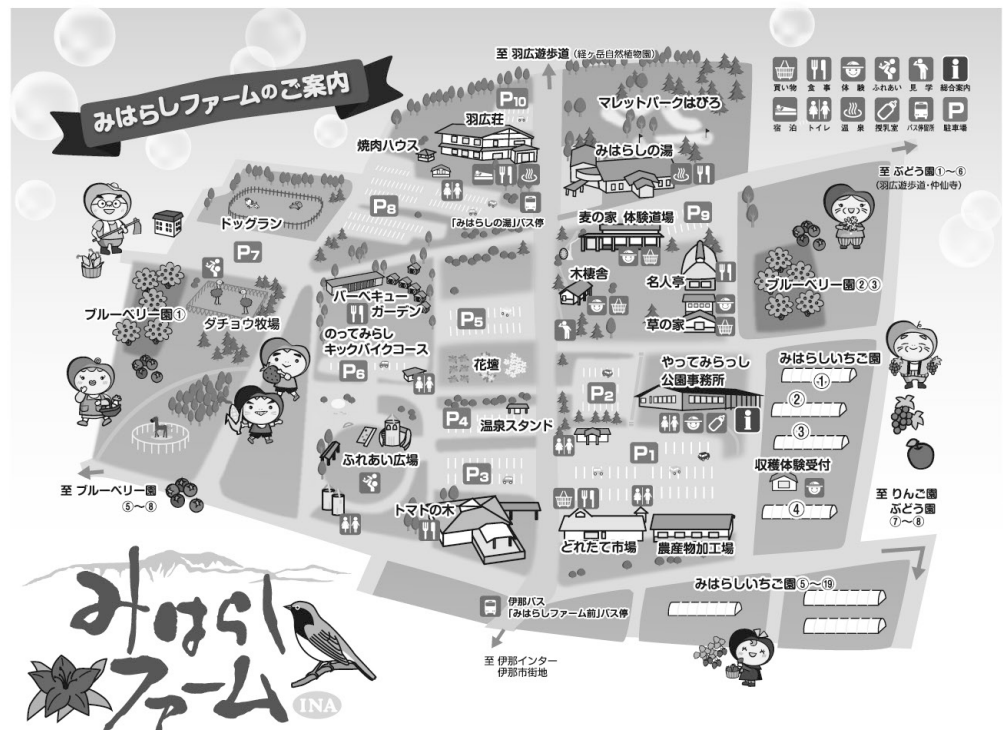 みはらしファームのご案内
至 羽広遊歩道(経ヶ岳自然植物園)
買い物 食事 体験 ふれあい 見学 総合案内
宿泊 トイレ 温泉 授乳室 バス停留所 駐車場
P10
羽広荘
焼肉ハウス
マレットパークはびろ
みはらしの湯
至 ぶどう園①〜⑥
(羽広遊歩道・仲仙寺)
ドッグラン
P8
「みはらしの湯」バス停
麦の家 体験道場
P9
P7
木棲舎
名人亭
ブルーベリー園②③
ブルーベリー園①
ダチョウ牧場
バーベキュー
ガーデン
草の家
P5
のってみらし
キックバイクコース
P6
花壇
やってみらっし
公園事務所
みはらしいちご園
①
②
③
P2
P4
温泉スタンド
ふれあい広場
P3
P1
収穫体験受付
④
至 ブルーベリー園
⑤〜⑧
トマトの木
とれたて市場
農産物加工場
至 りんご園
ぶどう園
⑦〜⑧
みはらしいちご園⑤〜⑲
伊那バス
「みはらしファーム前」バス停
至 伊那インター
伊那市街地
みはらし
ファーム
INA